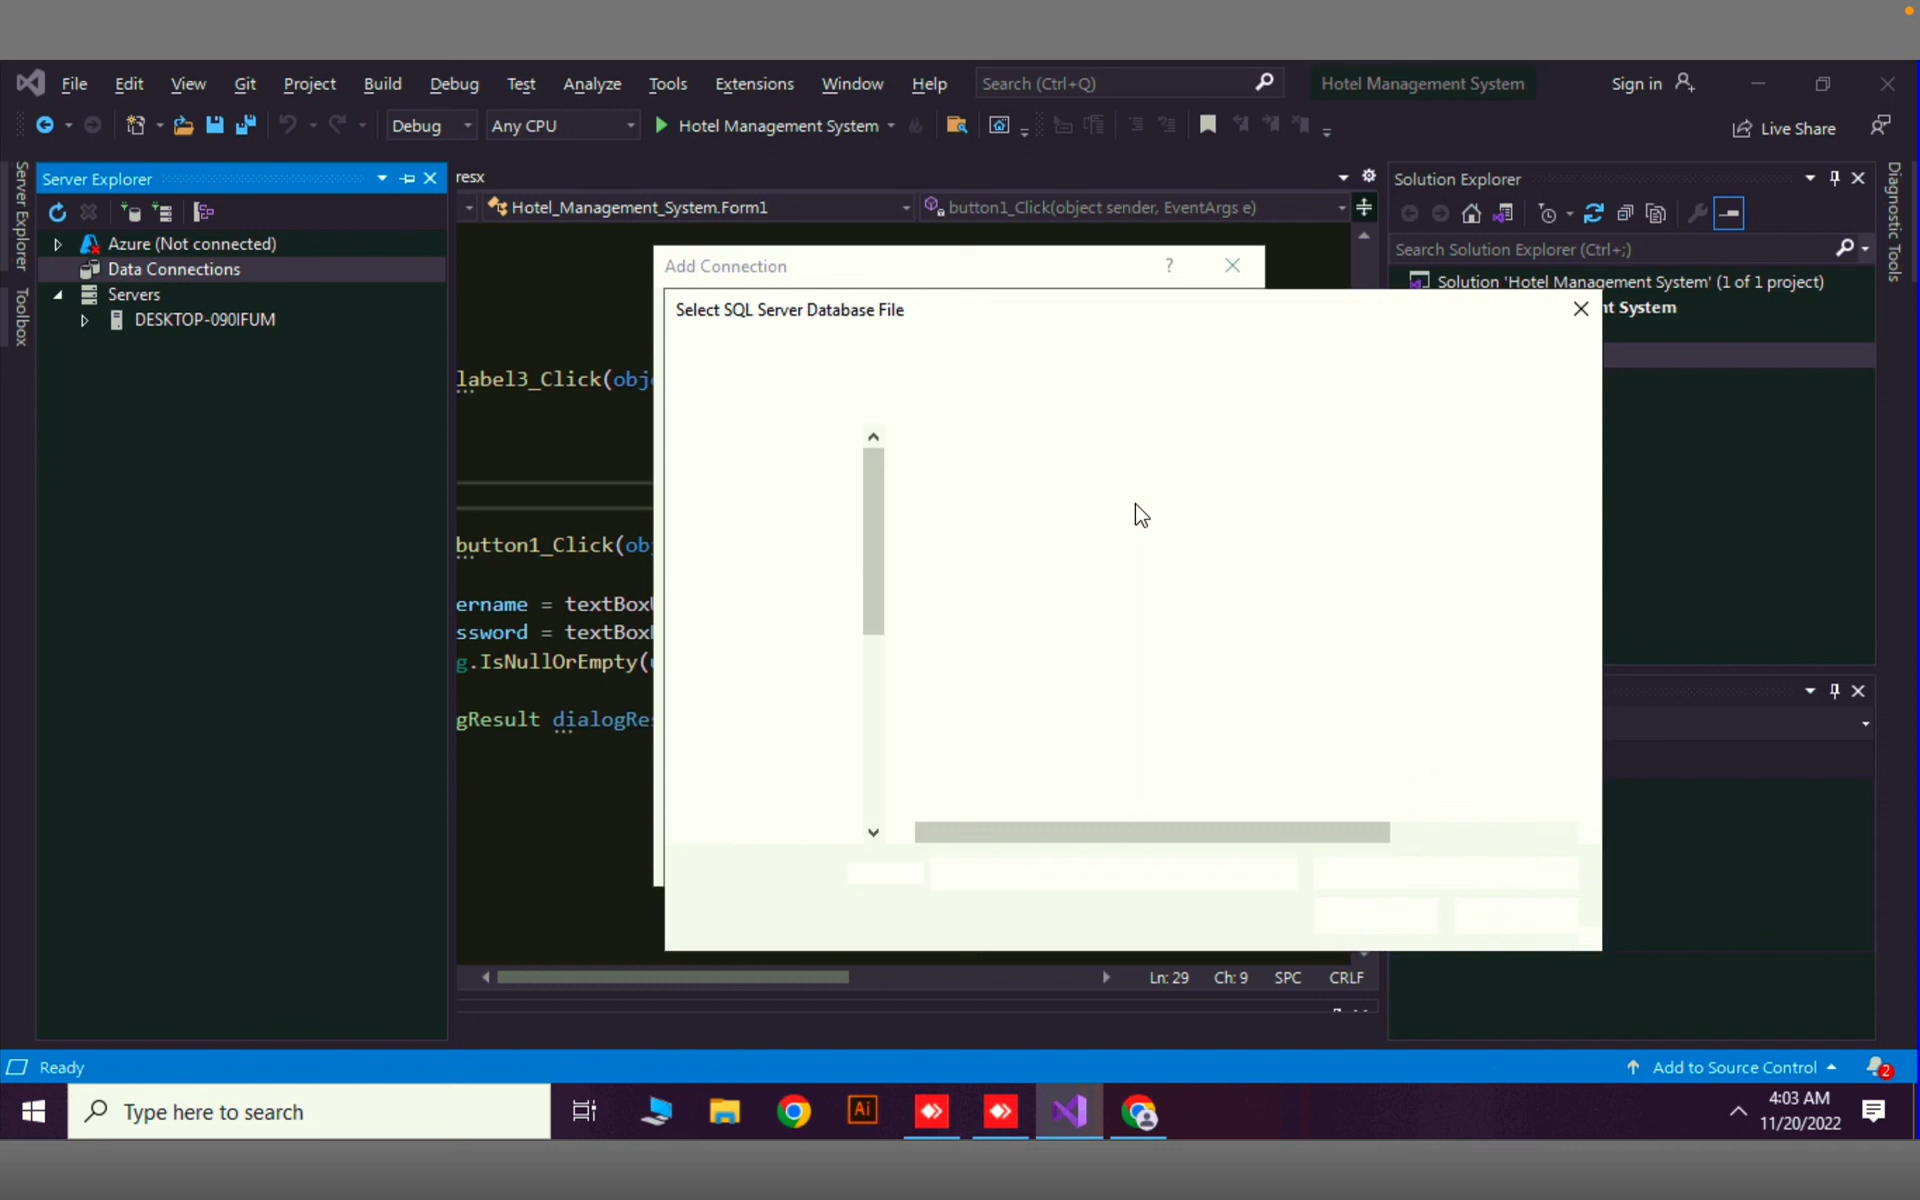 File Edit View Git Project Build Debug Test Analyze Tools Extensions Window Help Search (Ctrl+Q) Hotel Management System Sign in
Debug Any CPU Hotel Management System Live Share
Server Explorer
Toolbox
Server Explorer
Azure (Not connected)
Data Connections
Servers
DESKTOP-090IFUM
resx
Hotel_Management_System.Form1 button1_Click(object sender, EventArgs e)
label3_Click(obj
button1_Click(ob
ername = textBox
ssword = textBox
g.IsNullOrEmpty(
gResult dialogRe
Add Connection ?
Select SQL Server Database File
Solution Explorer
Search Solution Explorer (Ctrl+;)
Solution 'Hotel Management System' (1 of 1 project)
nt System
Diagnostic Tools
Ln: 29 Ch: 9 SPC CRLF
Ready Add to Source Control 2
Type here to search Ai 4:03 AM
11/20/2022